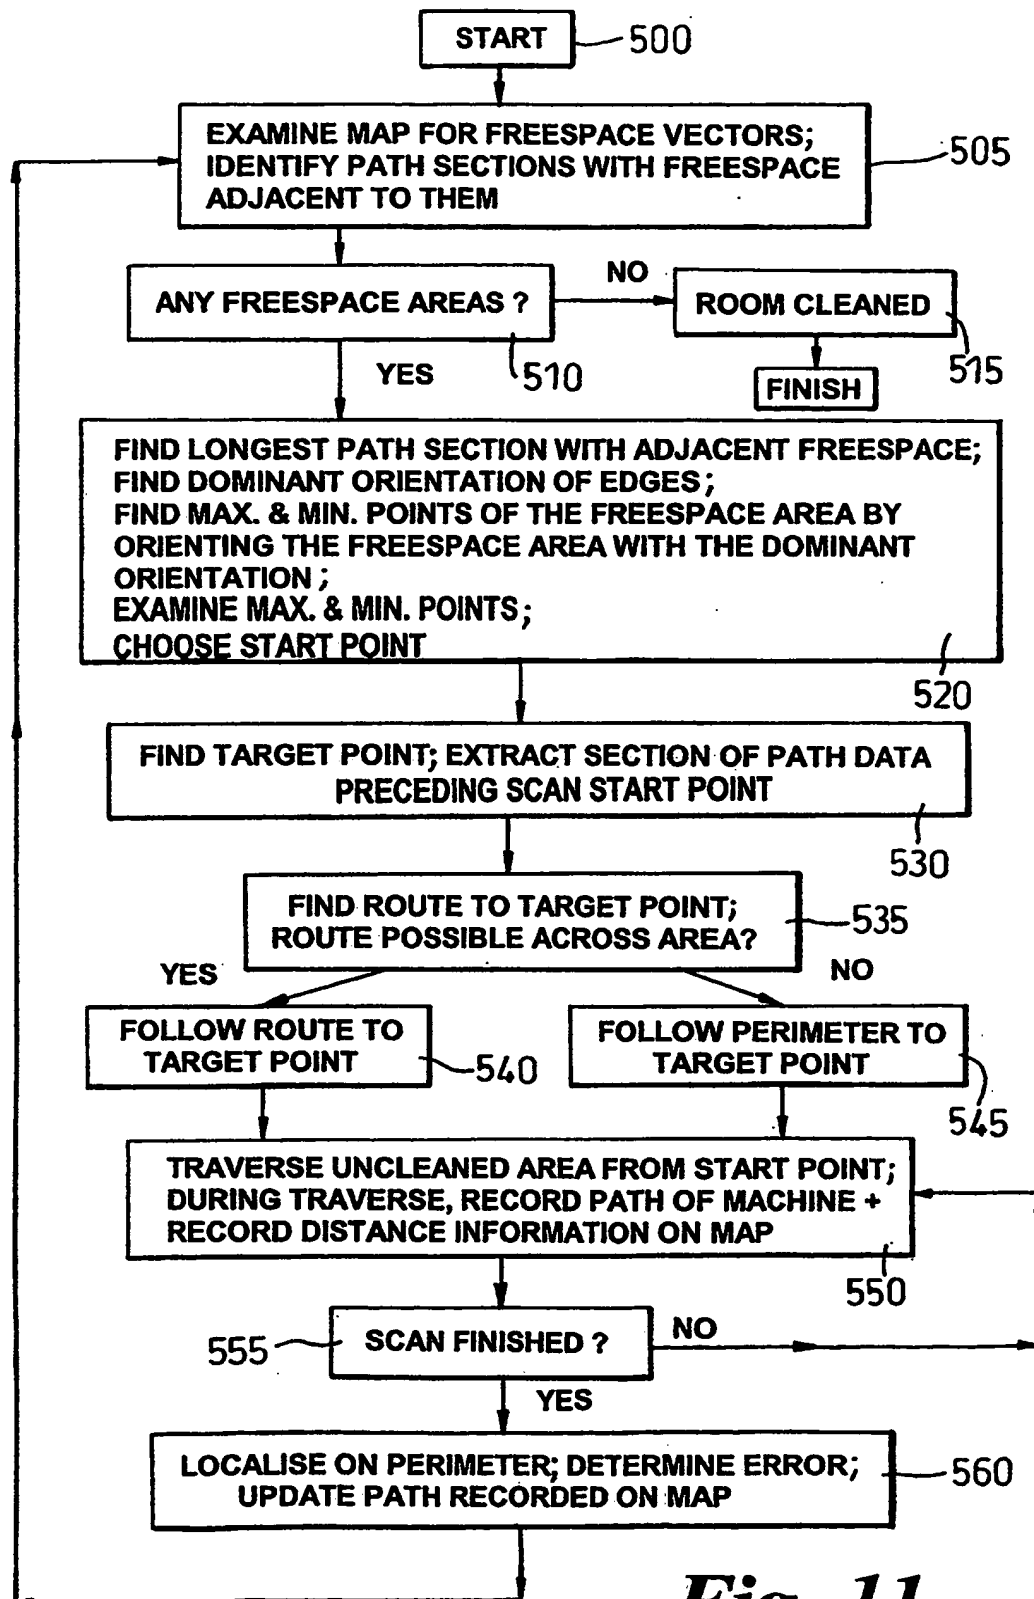 START
500
EXAMINE MAP FOR FREESPACE VECTORS;
IDENTIFY PATH SECTIONS WITH FREESPACE
ADJACENT TO THEM
505
ANY FREESPACE AREAS ?
510
NO
ROOM CLEANED
515
YES
FINISH
FIND LONGEST PATH SECTION WITH ADJACENT FREESPACE;
FIND DOMINANT ORIENTATION OF EDGES;
FIND MAX. & MIN. POINTS OF THE FREESPACE AREA BY
ORIENTING THE FREESPACE AREA WITH THE DOMINANT
ORIENTATION;
EXAMINE MAX. & MIN. POINTS;
CHOOSE START POINT
520
FIND TARGET POINT; EXTRACT SECTION OF PATH DATA
PRECEDING SCAN START POINT
530
FIND ROUTE TO TARGET POINT;
ROUTE POSSIBLE ACROSS AREA?
535
YES
NO
FOLLOW ROUTE TO
TARGET POINT
540
FOLLOW PERIMETER TO
TARGET POINT
545
TRAVERSE UNCLEANED AREA FROM START POINT;
DURING TRAVERSE, RECORD PATH OF MACHINE +
RECORD DISTANCE INFORMATION ON MAP
550
SCAN FINISHED ?
555
NO
YES
LOCALISE ON PERIMETER; DETERMINE ERROR;
UPDATE PATH RECORDED ON MAP
560
Fig. 11